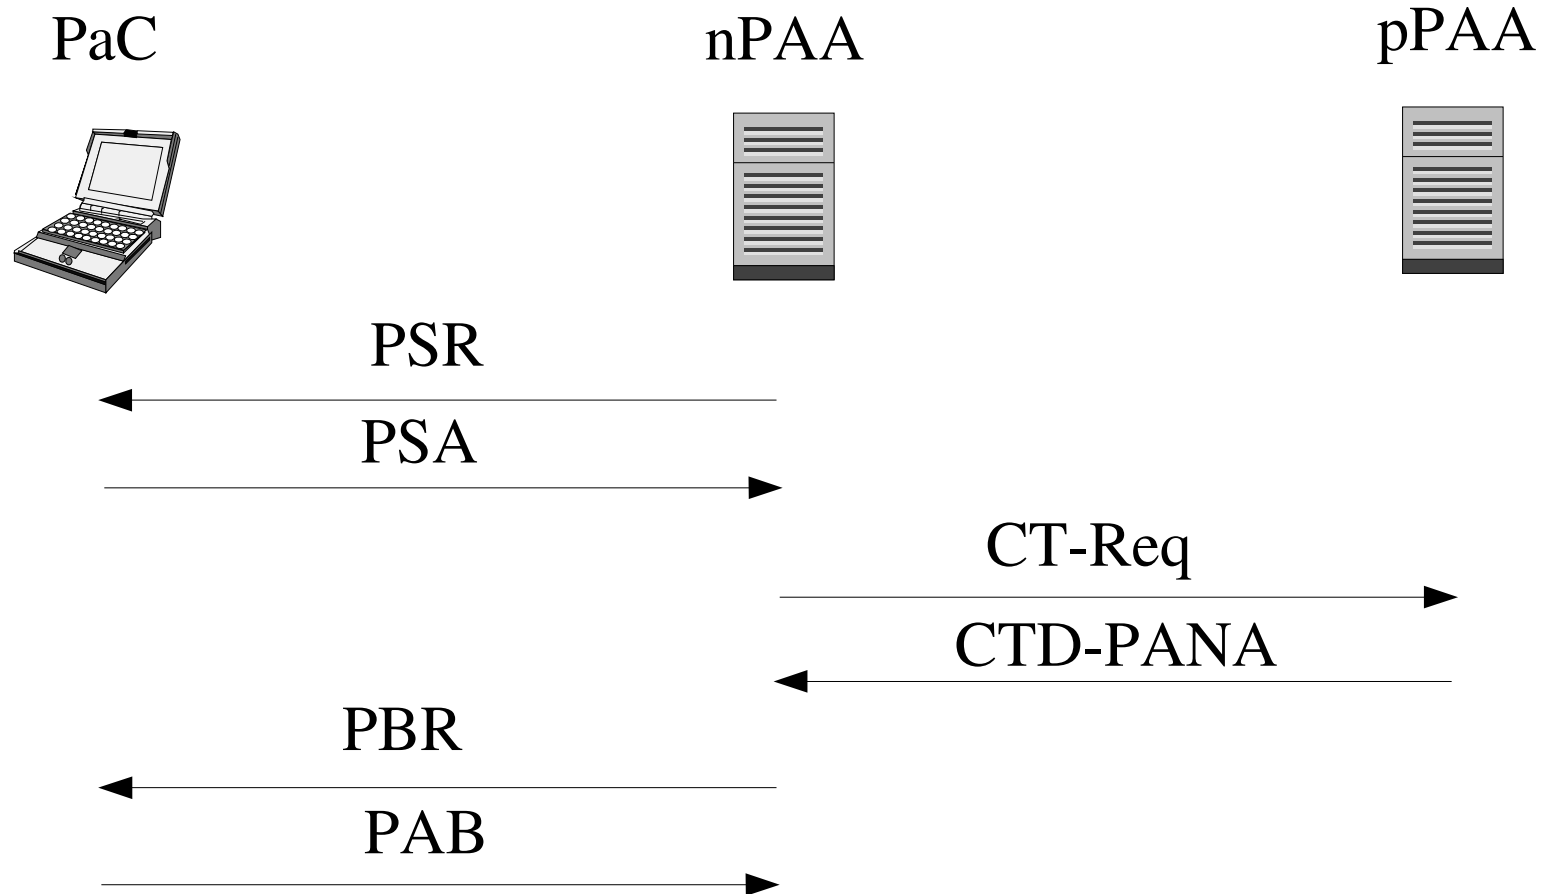 PaC
nPAA
pPAA
PSR
PSA
CT-Req
CTD-PANA
PBR
PAB